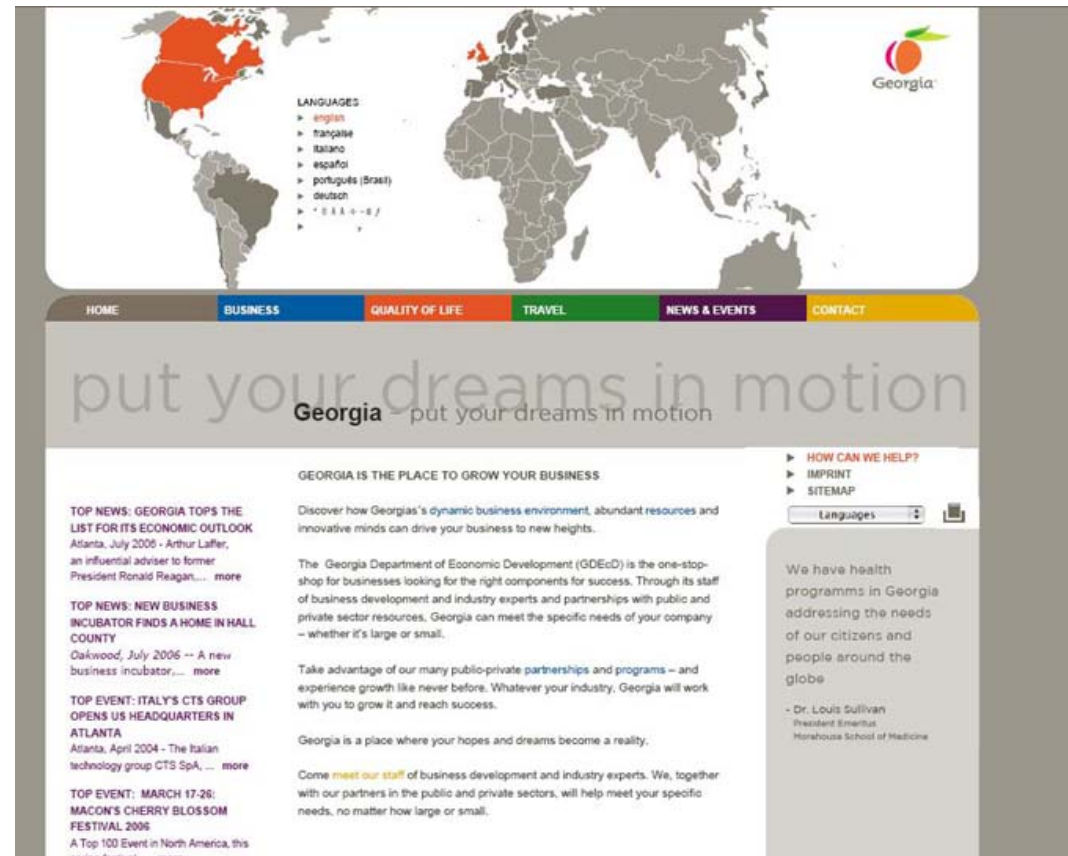 Georgia
LANGUAGES
english
française
italiano
español
português (Brasil)
deutsch
HOME
BUSINESS
QUALITY OF LIFE
TRAVEL
NEWS & EVENTS
CONTACT
put your dreams in motion
Georgia – put your dreams in motion
TOP NEWS: GEORGIA TOPS THE
LIST FOR ITS ECONOMIC OUTLOOK
Atlanta, July 2006 - Arthur Laffer,
an influential adviser to former
President Ronald Reagan,... more
TOP NEWS: NEW BUSINESS
INCUBATOR FINDS A HOME IN HALL
COUNTY
Oakwood, July 2006 -- A new
business incubator,... more
TOP EVENT: ITALY'S CTS GROUP
OPENS US HEADQUARTERS IN
ATLANTA
Atlanta, April 2004 - The Italian
technology group CTS SpA, ... more
TOP EVENT: MARCH 17-26:
MACON'S CHERRY BLOSSOM
FESTIVAL 2006
A Top 100 Event in North America, this
GEORGIA IS THE PLACE TO GROW YOUR BUSINESS
Discover how Georgias's dynamic business environment, abundant resources and
innovative minds can drive your business to new heights.
The Georgia Department of Economic Development (GDEcD) is the one-stop-
shop for businesses looking for the right components for success. Through its staff
of business development and industry experts and partnerships with public and
private sector resources, Georgia can meet the specific needs of your company
– whether it's large or small.
Take advantage of our many public-private partnerships and programs – and
experience growth like never before. Whatever your industry, Georgia will work
with you to grow it and reach success.
Georgia is a place where your hopes and dreams become a reality.
Come meet our staff of business development and industry experts. We, together
with our partners in the public and private sectors, will help meet your specific
needs, no matter how large or small.
HOW CAN WE HELP?
IMPRINT
SITEMAP
Languages
We have health
programms in Georgia
addressing the needs
of our citizens and
people around the
globe
- Dr. Louis Sullivan
President Emeritus
Morehouse School of Medicine